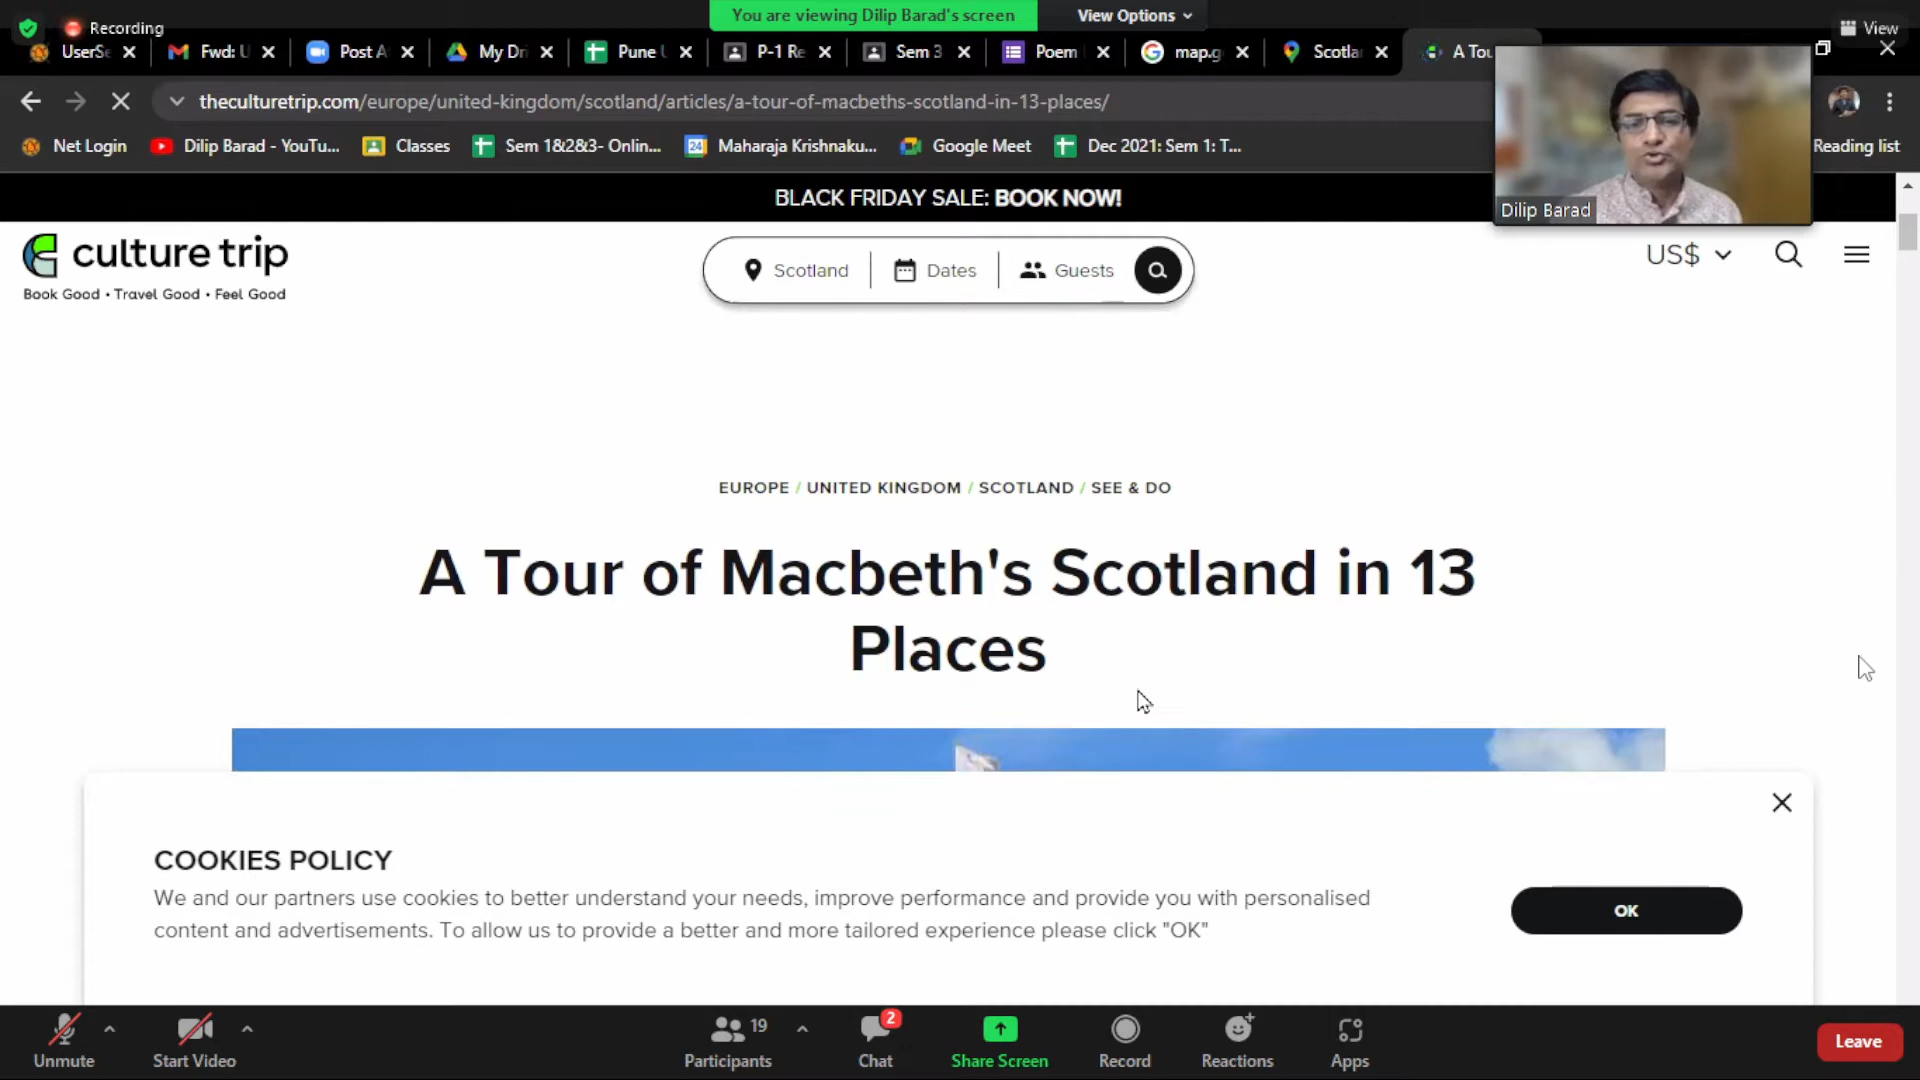 Recording
You are viewing Dilip Barad's screen
View Options
View
UserSe
Fwd: U
Post A
My Dri
Pune U
P-1 Re
Sem 3
Poem
map.g
Scotla
A Tou
theculturetrip.com/europe/united-kingdom/scotland/articles/a-tour-of-macbeths-scotland-in-13-places/
Net Login
Dilip Barad - YouTu...
Classes
Sem 1&2&3- Onlin...
24
Maharaja Krishnaku...
Google Meet
Dec 2021: Sem 1: T...
Reading list
Dilip Barad
BLACK FRIDAY SALE: BOOK NOW!
culture trip
Book Good • Travel Good • Feel Good
Scotland
Dates
Guests
US$
EUROPE / UNITED KINGDOM / SCOTLAND / SEE & DO
A Tour of Macbeth's Scotland in 13
Places
COOKIES POLICY
We and our partners use cookies to better understand your needs, improve performance and provide you with personalised
content and advertisements. To allow us to provide a better and more tailored experience please click "OK"
OK
Unmute
Start Video
19
Participants
2
Chat
Share Screen
Record
Reactions
Apps
Leave